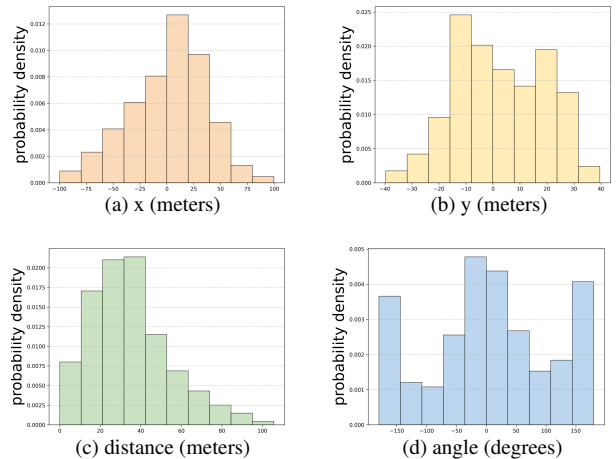 probability density
0.012
0.010
0.008
0.006
0.004
0.002
0.000
−100 −75 −50 −25 0 25 50 75 100
(a) x (meters)
probability density
0.025
0.020
0.015
0.010
0.005
0.000
−40 −30 −20 −10 0 10 20 30 40
(b) y (meters)
probability density
0.0200
0.0175
0.0150
0.0125
0.0100
0.0075
0.0050
0.0025
0.0000
0 20 40 60 80 100
(c) distance (meters)
probability density
0.005
0.004
0.003
0.002
0.001
0.000
−150 −100 −50 0 50 100 150
(d) angle (degrees)